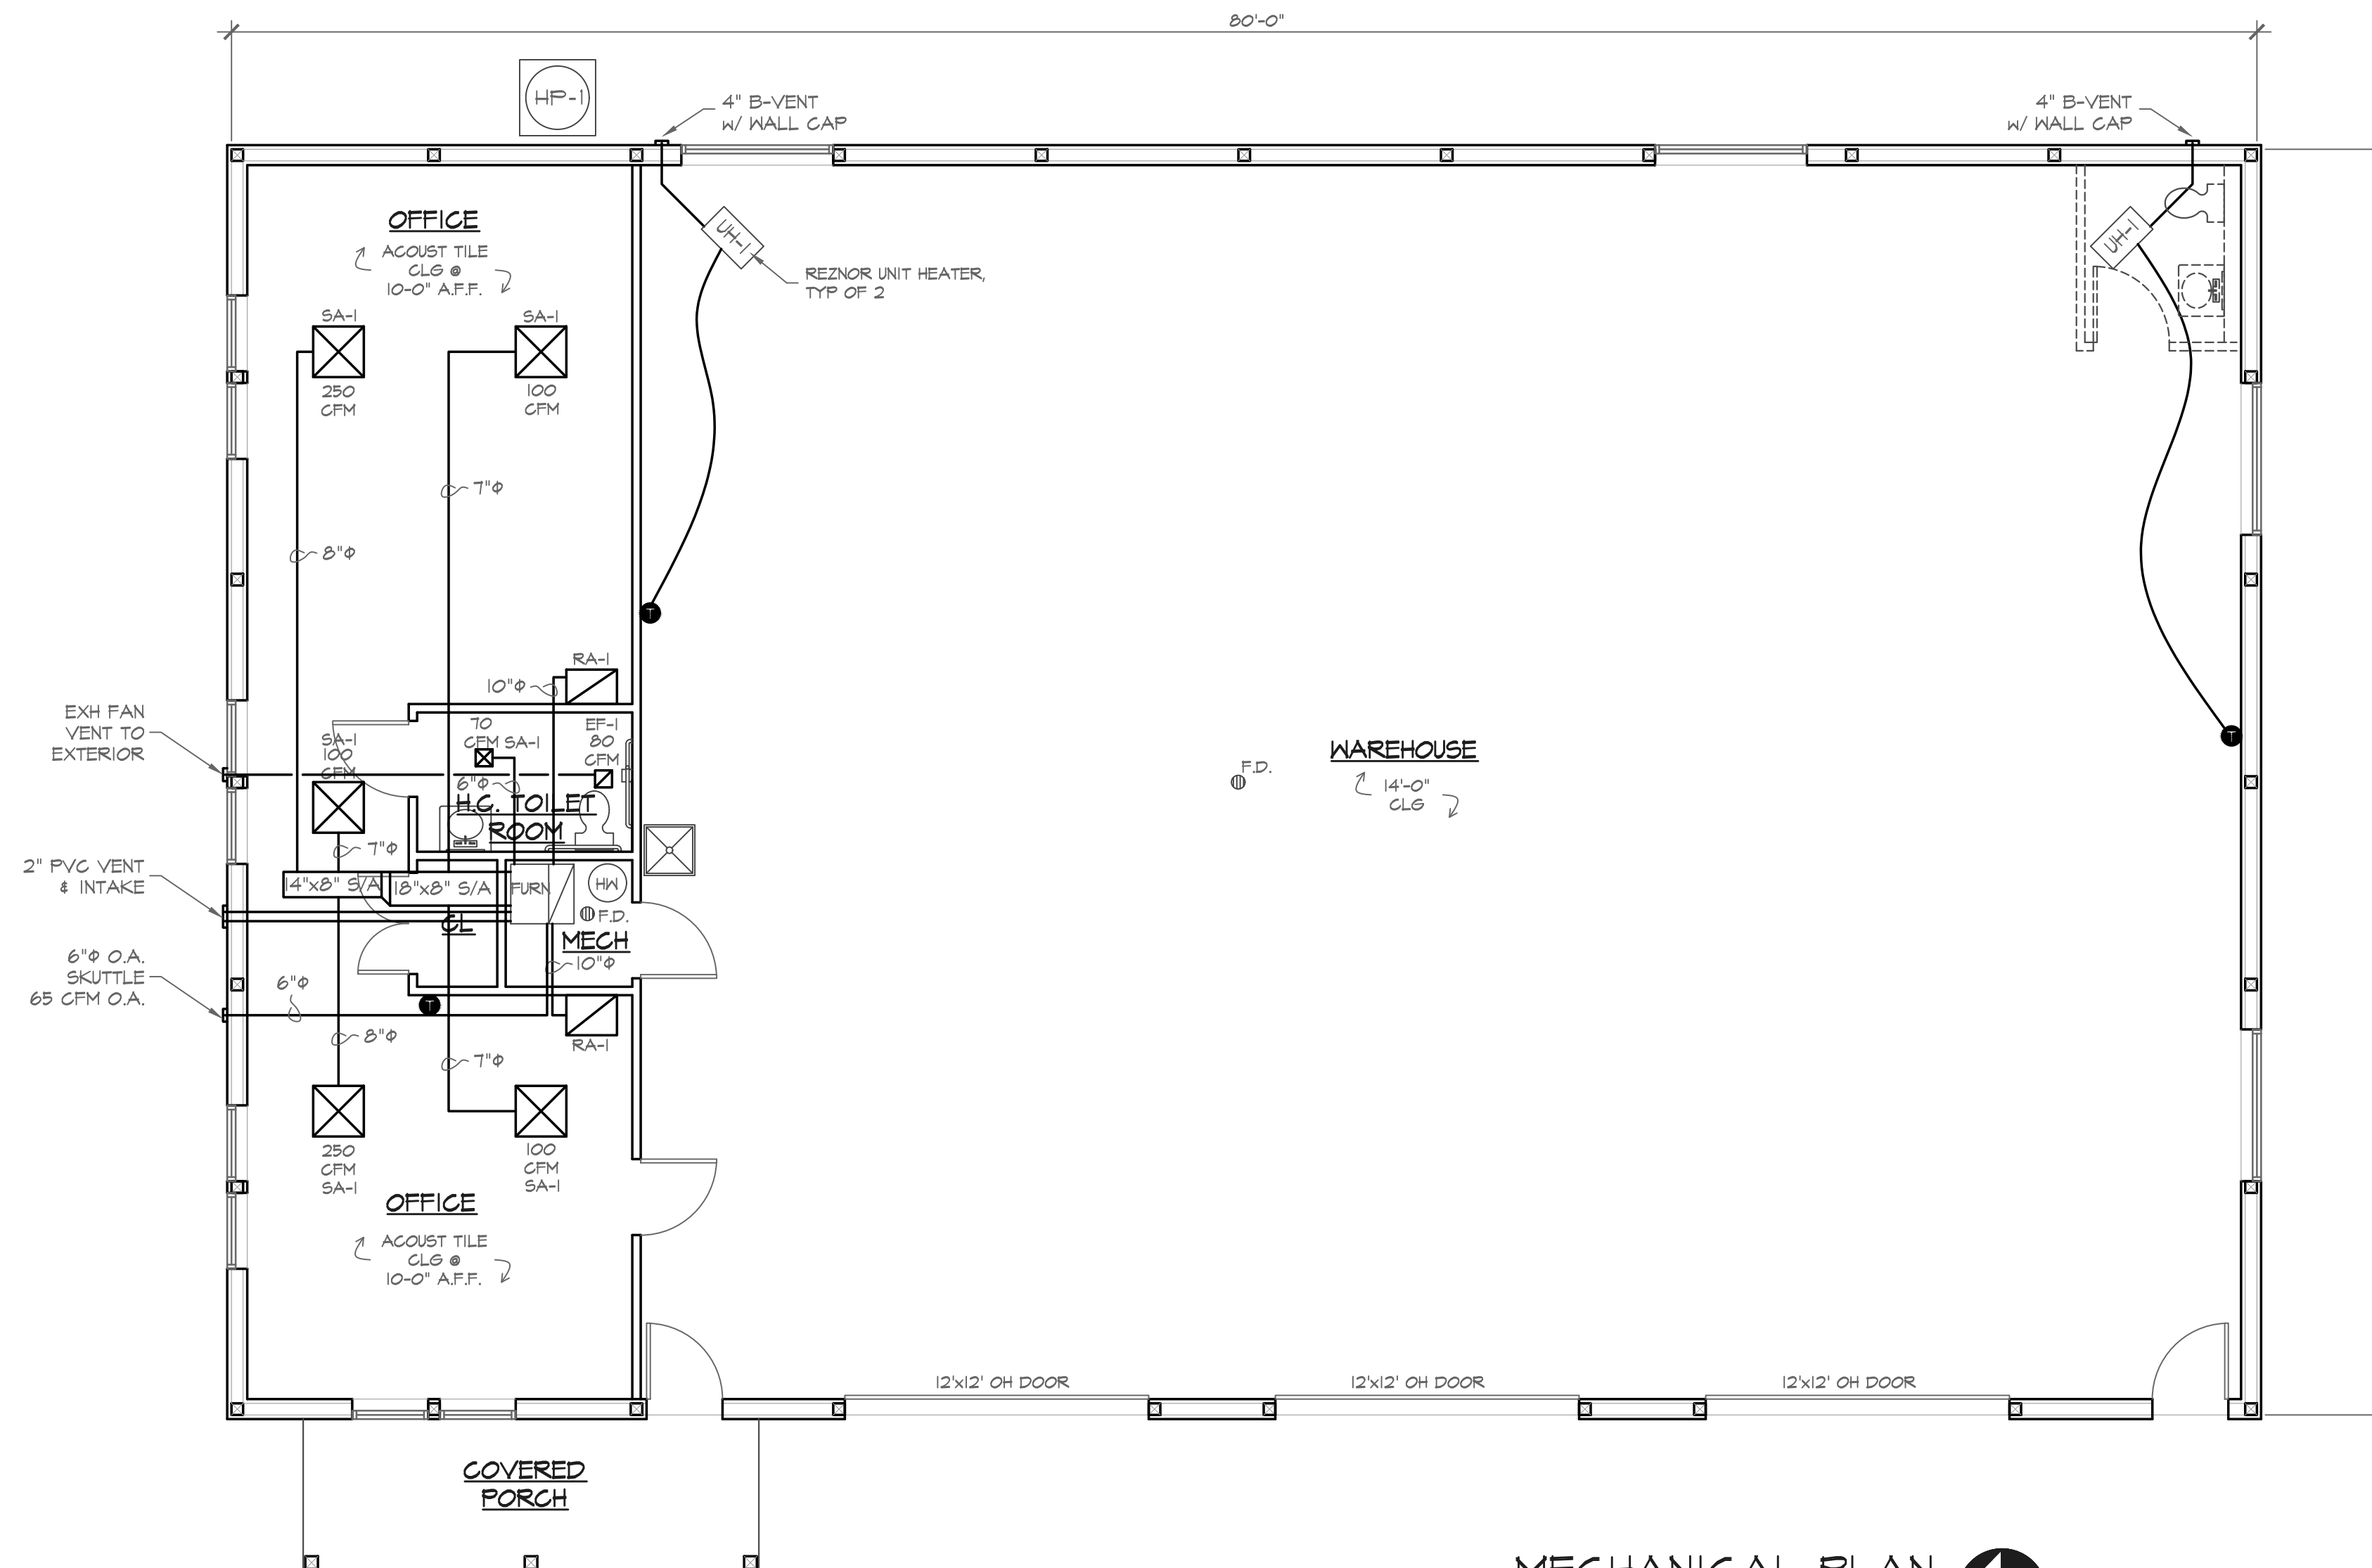 80'-0"
HP-1
4" B-VENT
W/ WALL CAP
4" B-VENT
W/ WALL CAP
OFFICE
ACOUST TILE
CLG @
10-0" A.F.F.
UH-1
UH-1
REZNOR UNIT HEATER,
TYP OF 2
SA-1
SA-1
250
CFM
100
CFM
7"Φ
8"Φ
T
RA-1
10"Φ
EXH FAN
VENT TO
EXTERIOR
SA-1
100
CFM
70
CFM SA-1
EF-1
80
CFM
6"Φ
H.C. TOILET
ROOM
T
WAREHOUSE
14'-0"
CLG
F.D.
7"Φ
2" PVC VENT
& INTAKE
14"x8" S/A
18"x8" S/A
FURN
HW
F.D.
CL
MECH
10"Φ
6"Φ O.A.
SKUTTLE
65 CFM O.A.
6"Φ
T
8"Φ
7"Φ
RA-1
250
CFM
SA-1
100
CFM
SA-1
OFFICE
ACOUST TILE
CLG @
10-0" A.F.F.
12'x12' OH DOOR
12'x12' OH DOOR
12'x12' OH DOOR
COVERED
PORCH
MECHANICAL PLAN